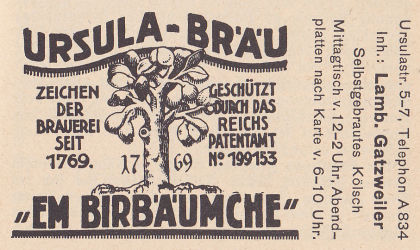 URSULA-BRÄU
ZEICHEN
DER
BRAUEREI
SEIT
1769.
GESCHÜTZT
DURCH DAS
REICHS
PATENTAMT
No 199153
17 69
„EM BIRBÄUMCHE"
Ursulastr. 5–7, Telephon A 834
Inh.: Lamb. Gatzweiler
Selbstgebrautes Kölsch
Mittagtisch v. 12–2 Uhr, Abend-
platten nach Karte v. 6–10 Uhr.